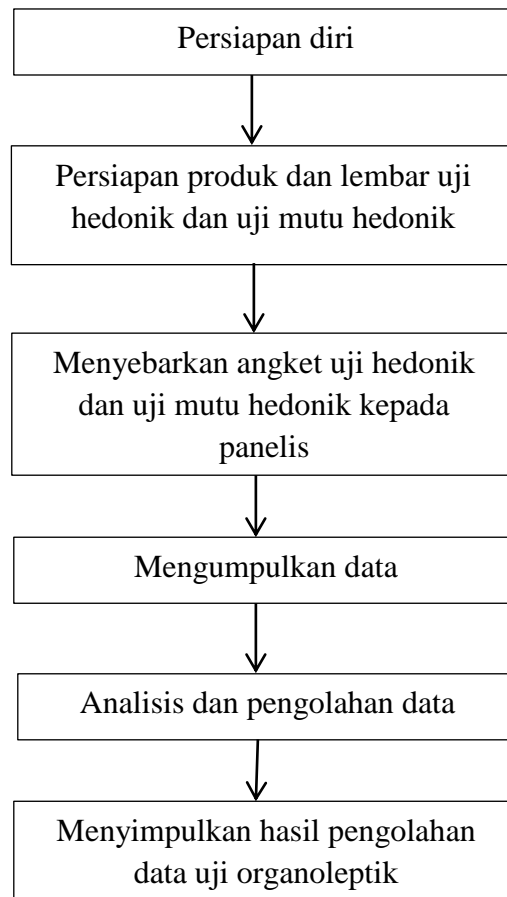 Persiapan diri
Persiapan produk dan lembar uji
hedonik dan uji mutu hedonik
Menyebarkan angket uji hedonik
dan uji mutu hedonik kepada
panelis
Mengumpulkan data
Analisis dan pengolahan data
Menyimpulkan hasil pengolahan
data uji organoleptik